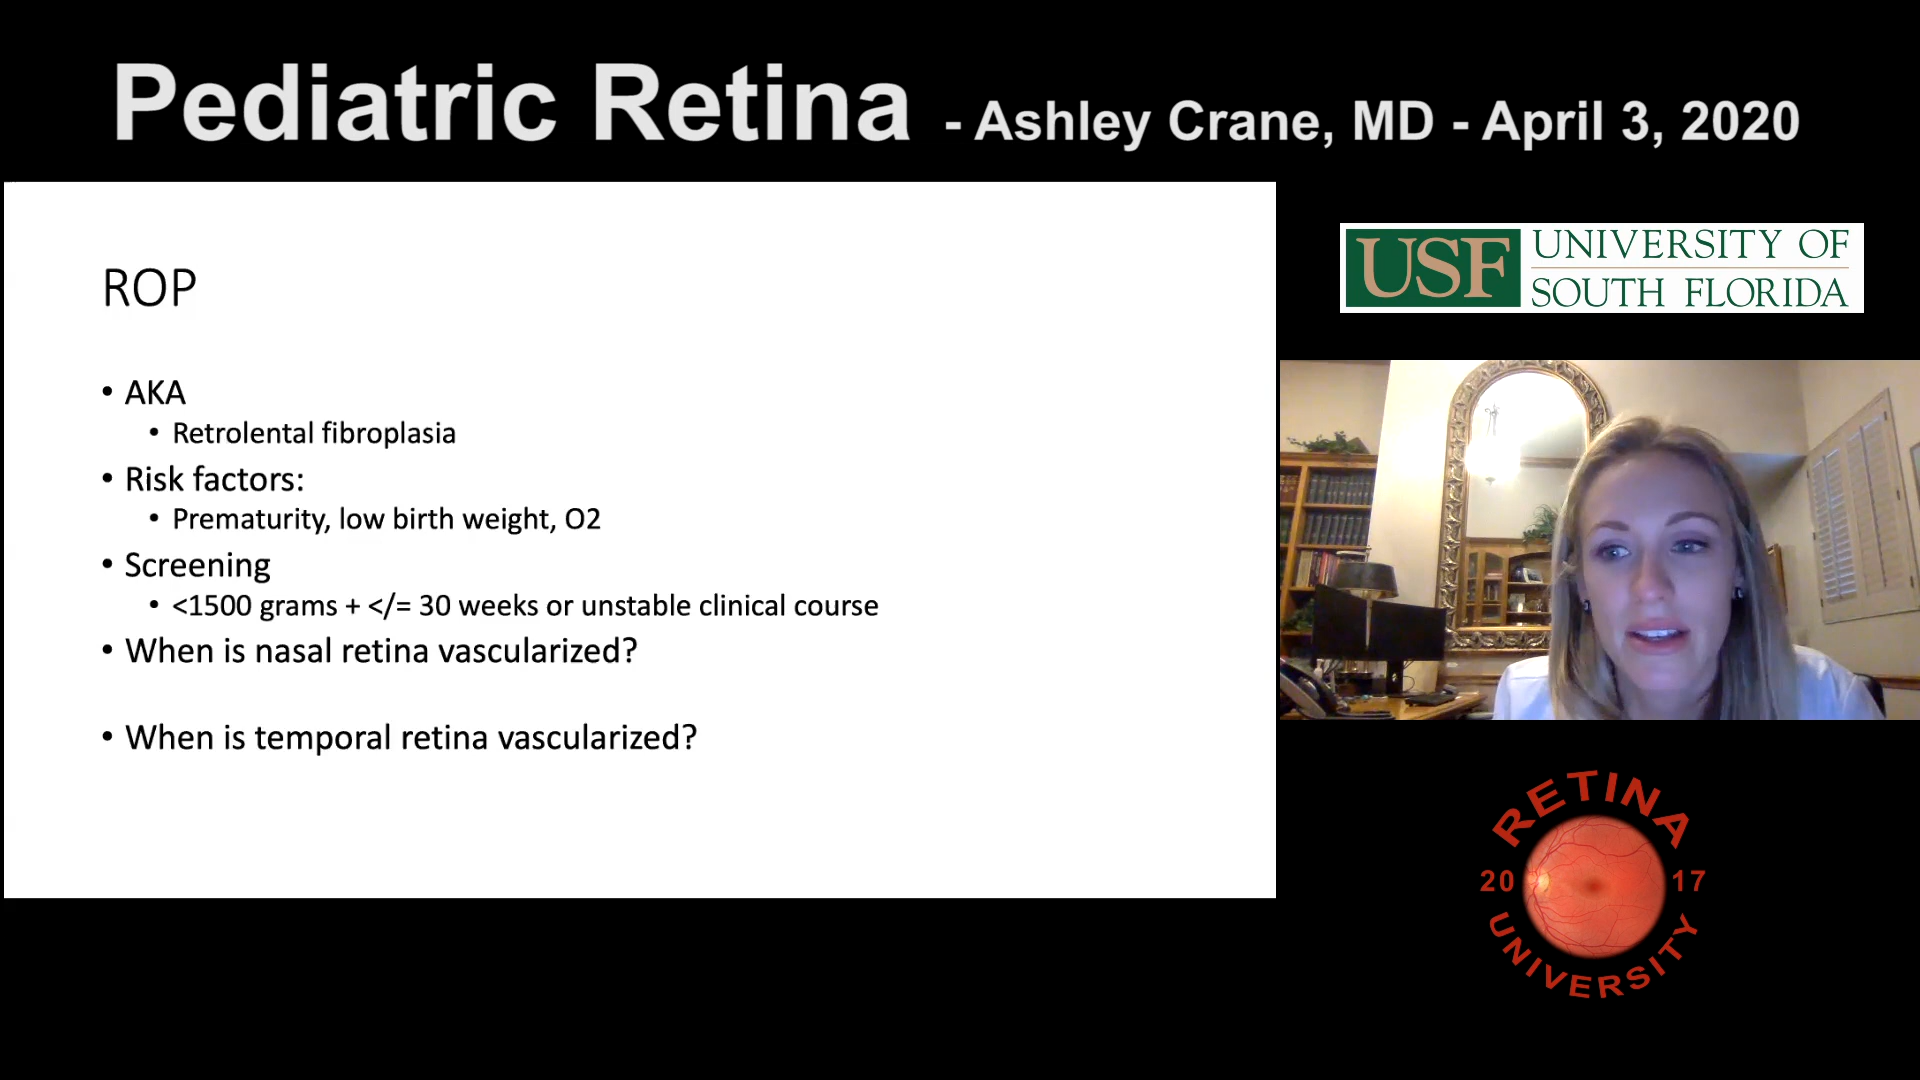 Pediatric Retina - Ashley Crane, MD - April 3, 2020
USF UNIVERSITY OF
SOUTH FLORIDA
ROP
• AKA
• Retrolental fibroplasia
• Risk factors:
• Prematurity, low birth weight, O2
• Screening
• <1500 grams + </= 30 weeks or unstable clinical course
• When is nasal retina vascularized?
• When is temporal retina vascularized?
RETINA
20 17
UNIVERSITY